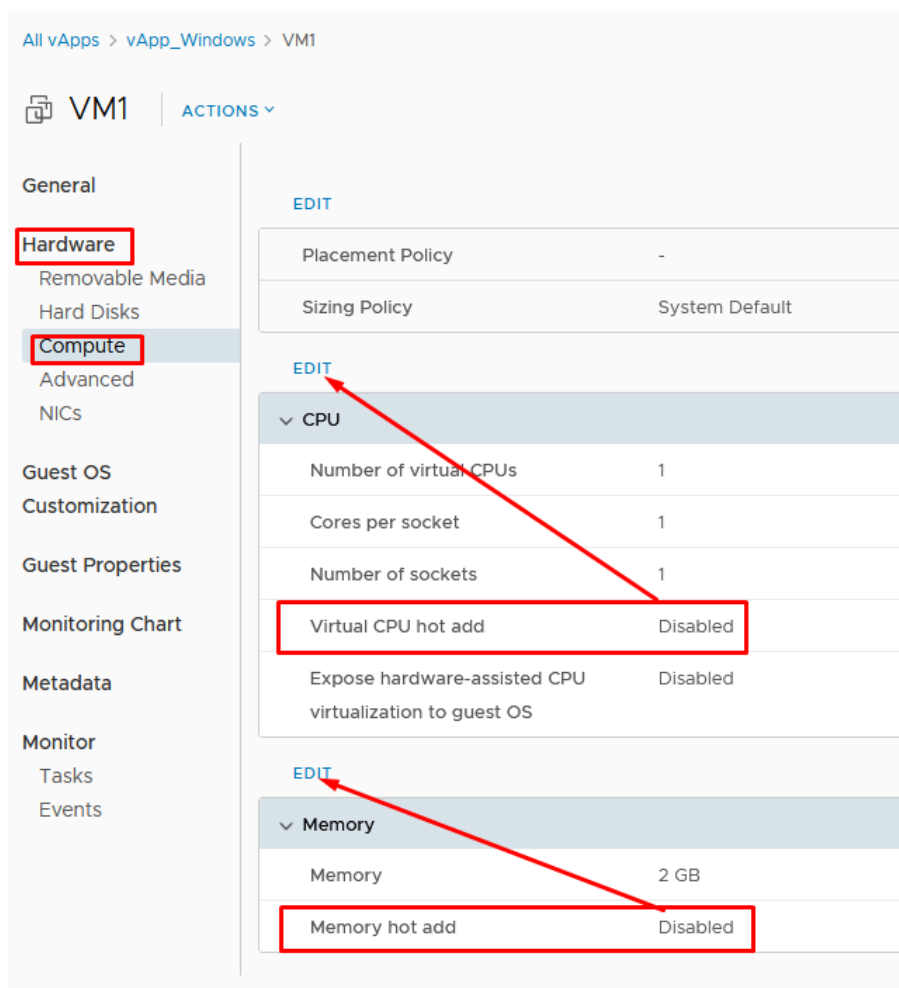 All vApps > vApp_Windows > VM1
VM1
ACTIONS
General
Hardware
Removable Media
Hard Disks
Compute
Advanced
NICs
Guest OS
Customization
Guest Properties
Monitoring Chart
Metadata
Monitor
Tasks
Events
EDIT
Placement Policy -
Sizing Policy System Default
EDIT
CPU
Number of virtual CPUs 1
Cores per socket 1
Number of sockets 1
Virtual CPU hot add Disabled
Expose hardware-assisted CPU Disabled
virtualization to guest OS
EDIT
Memory
Memory 2 GB
Memory hot add Disabled